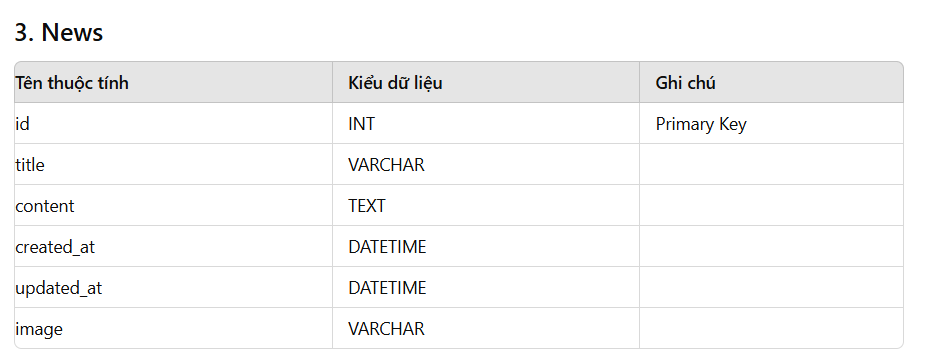 3. News
Tên thuộc tính Kiểu dữ liệu Ghi chú
id INT Primary Key
title VARCHAR
content TEXT
created_at DATETIME
updated_at DATETIME
image VARCHAR